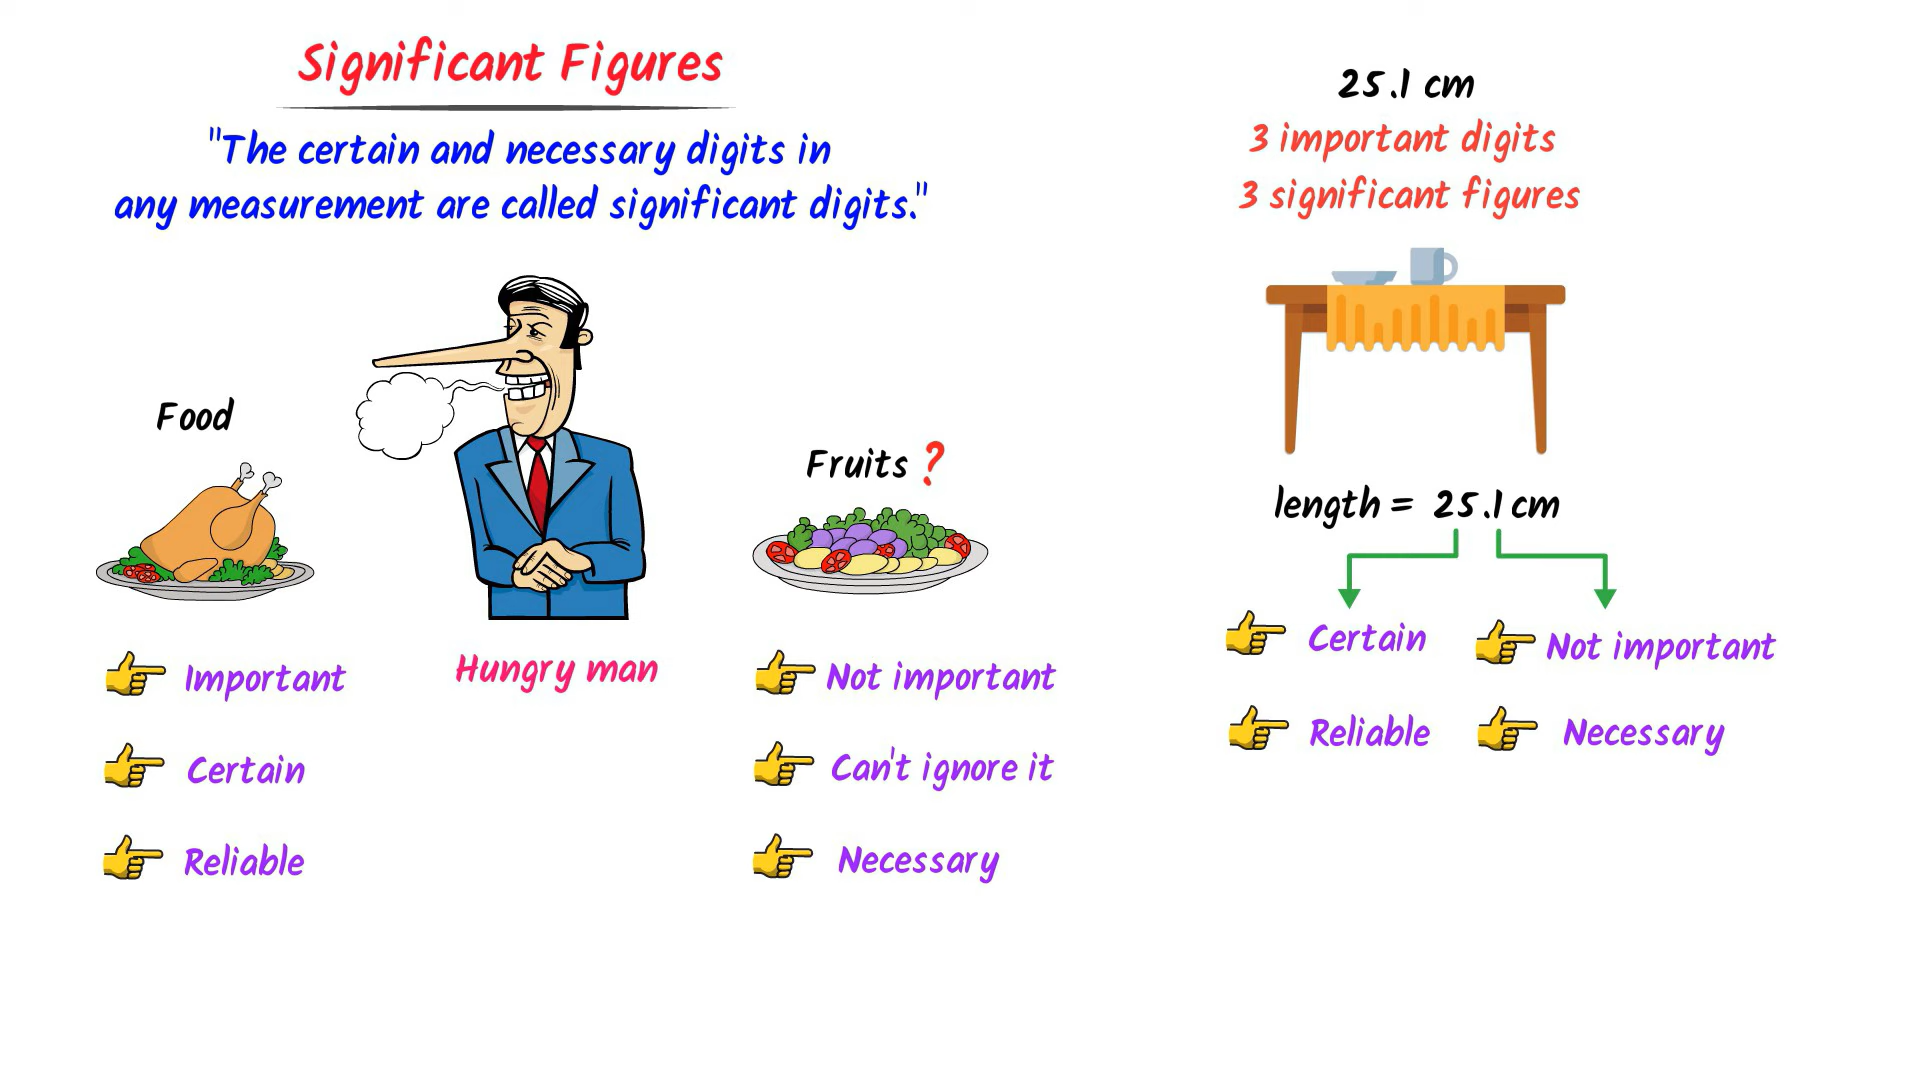 Significant Figures
"The certain and necessary digits in
any measurement are called significant digits."
Food
Important
Certain
Reliable
Hungry man
Fruits ?
Not important
Can't ignore it
Necessary
25.1 cm
3 important digits
3 significant figures
length = 25.1 cm
Certain
Reliable
Not important
Necessary